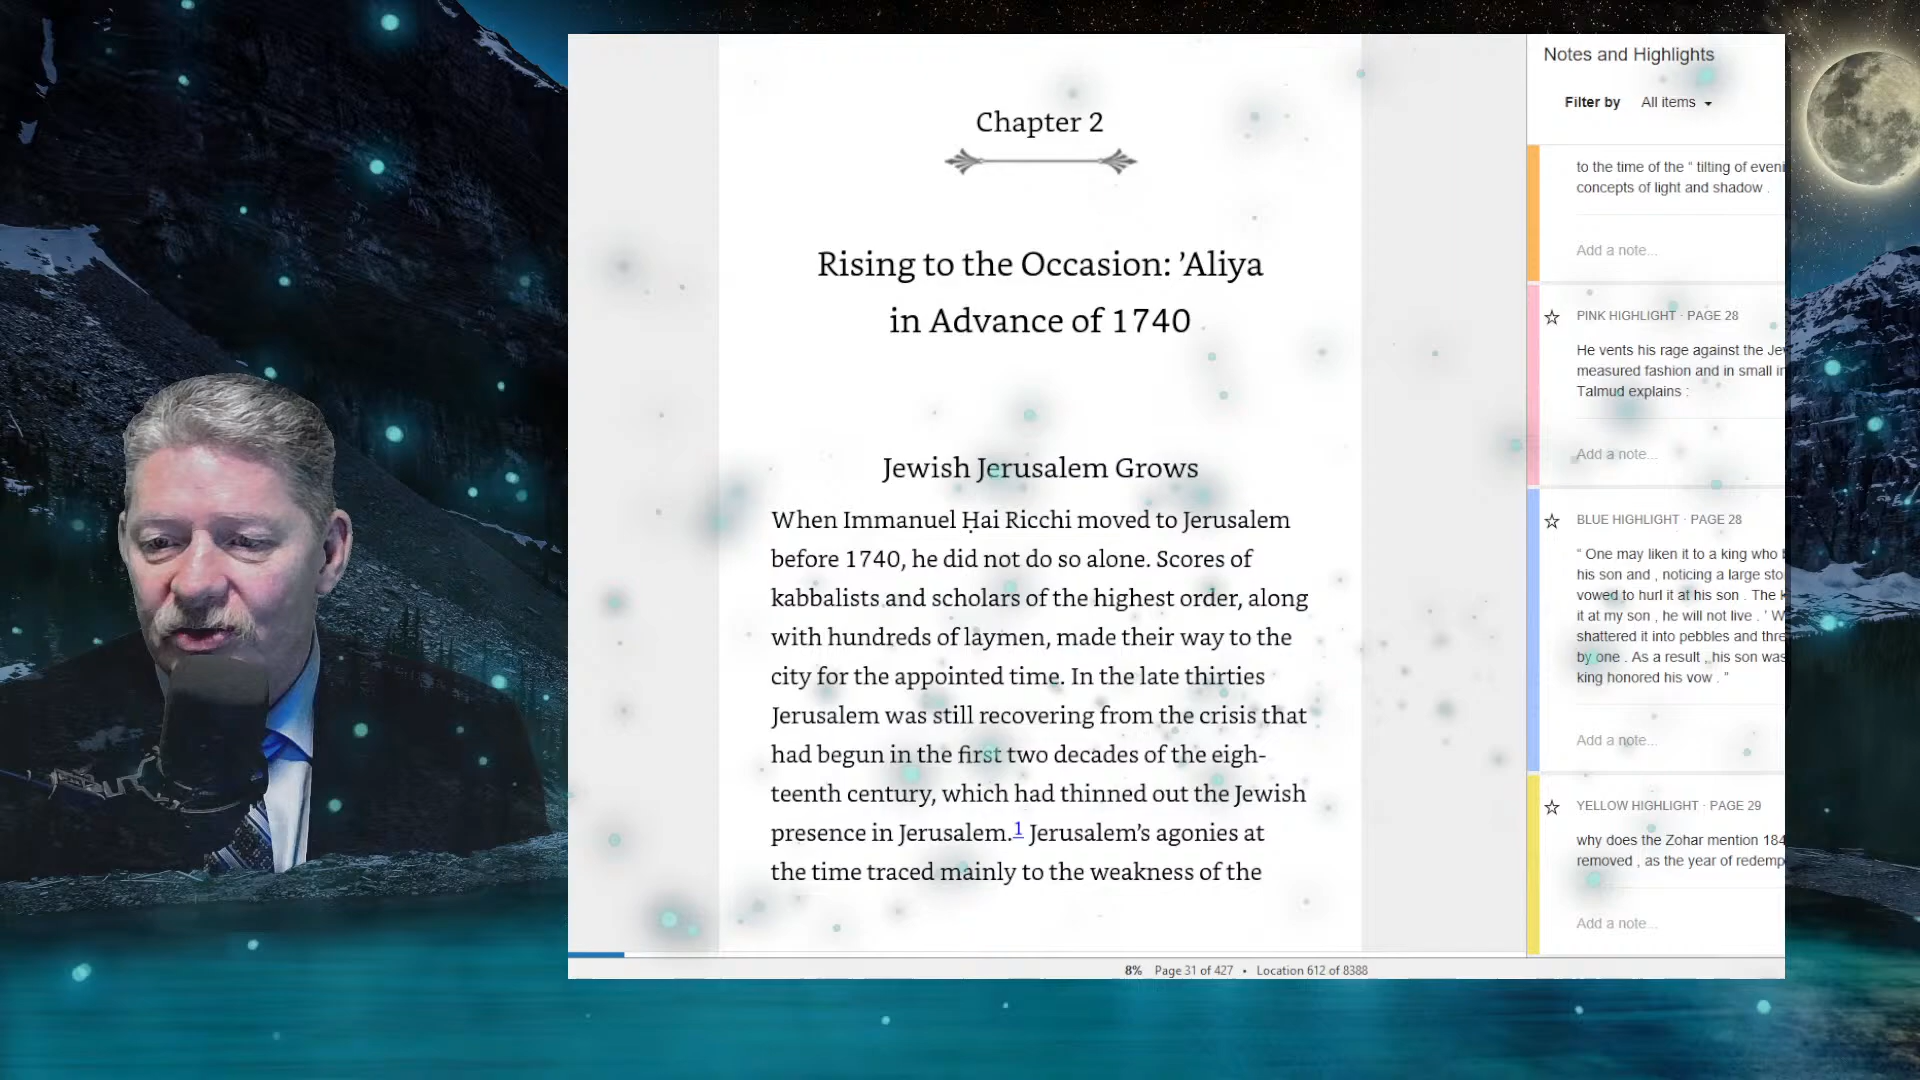 Chapter 2
Rising to the Occasion: ’Aliya
in Advance of 1740
Jewish Jerusalem Grows
When Immanuel Ḥai Ricchi moved to Jerusalem
before 1740, he did not do so alone. Scores of
kabbalists and scholars of the highest order, along
with hundreds of laymen, made their way to the
city for the appointed time. In the late thirties
Jerusalem was still recovering from the crisis that
had begun in the first two decades of the eigh-
teenth century, which had thinned out the Jewish
presence in Jerusalem.1 Jerusalem’s agonies at
the time traced mainly to the weakness of the
8% Page 31 of 427 • Location 612 of 8388
Notes and Highlights
Filter by All items
to the time of the “ tilting of
concepts of light and shadow .
Add a note...
PINK HIGHLIGHT · PAGE 28
He vents his rage against the
measured fashion and in small
Talmud explains :
Add a note...
BLUE HIGHLIGHT · PAGE 28
“ One may liken it to a king who
his son and , noticing a large
vowed to hurl it at his son . The
it at my son , he will not live . ’
shattered it into pebbles and
by one . As a result , his son was
king honored his vow . ”
Add a note...
YELLOW HIGHLIGHT · PAGE 29
why does the Zohar mention
removed , as the year of
Add a note...